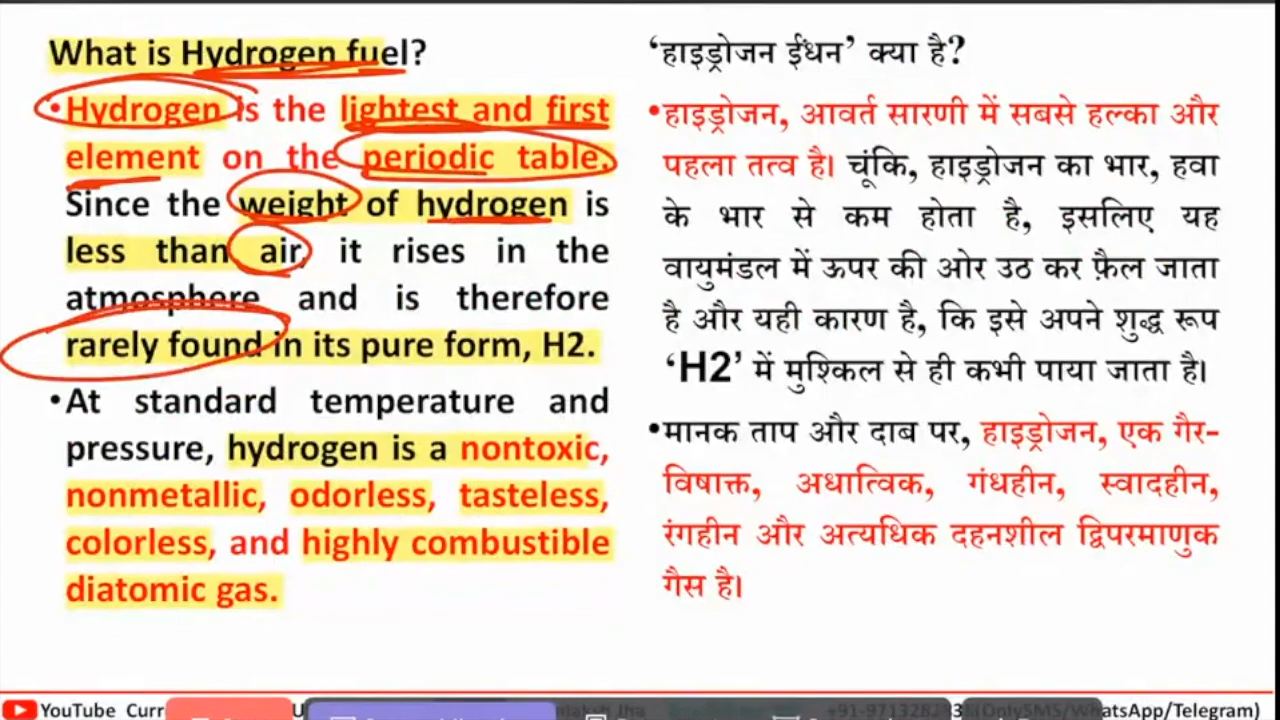 What is Hydrogen fuel?
•Hydrogen is the lightest and first
element on the periodic table.
Since the weight of hydrogen is
less than air, it rises in the
atmosphere and is therefore
rarely found in its pure form, H2.
•At standard temperature and
pressure, hydrogen is a nontoxic,
nonmetallic, odorless, tasteless,
colorless, and highly combustible
diatomic gas.
‘हाइड्रोजन ईंधन’ क्या है?
•हाइड्रोजन, आवर्त सारणी में सबसे हल्का और
पहला तत्व है। चूंकि, हाइड्रोजन का भार, हवा
के भार से कम होता है, इसलिए यह
वायुमंडल में ऊपर की ओर उठ कर फ़ैल जाता
है और यही कारण है, कि इसे अपने शुद्ध रूप
‘H2’ में मुश्किल से ही कभी पाया जाता है।
•मानक ताप और दाब पर, हाइड्रोजन, एक गैर-
विषाक्त, अधात्विक, गंधहीन, स्वादहीन,
रंगहीन और अत्यधिक दहनशील द्विपरमाणुक
गैस है।
YouTube